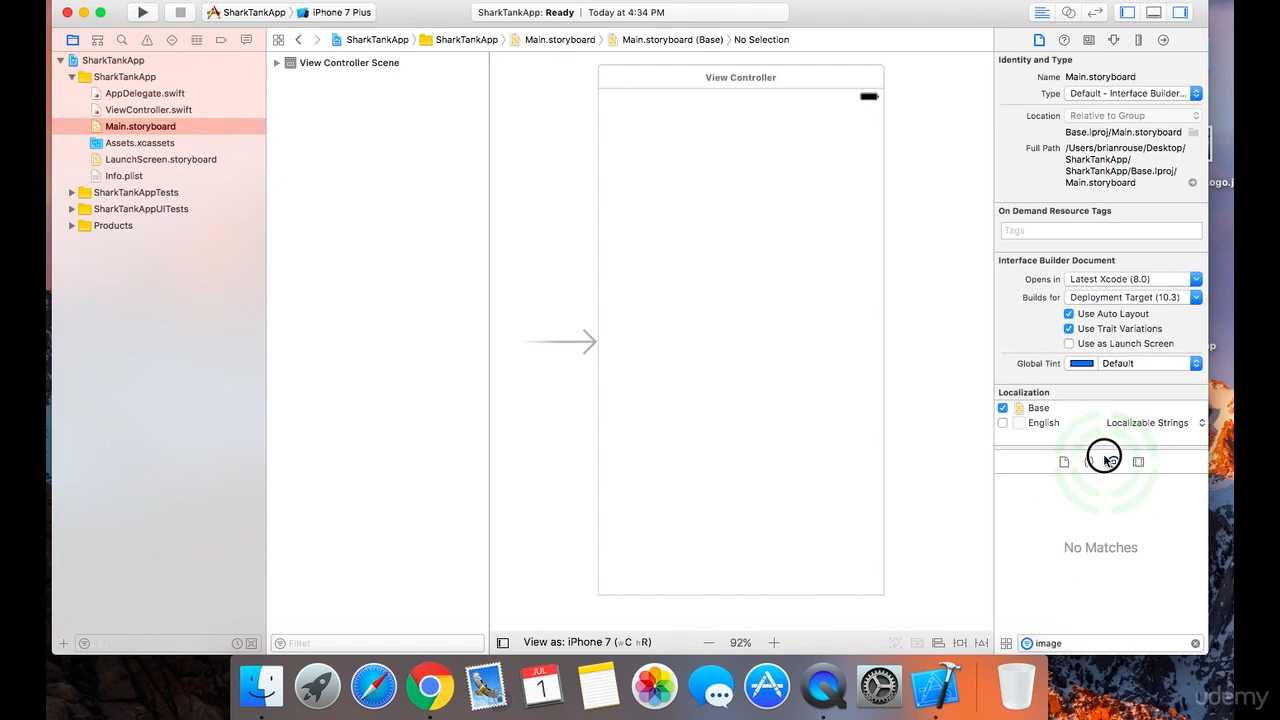 SharkTankApp
iPhone 7 Plus
SharkTankApp: Ready
Today at 4:34 PM
SharkTankApp
SharkTankApp
Main.storyboard
Main.storyboard (Base)
No Selection
SharkTankApp
SharkTankApp
AppDelegate.swift
ViewController.swift
Main.storyboard
Assets.xcassets
LaunchScreen.storyboard
Info.plist
SharkTankAppTests
SharkTankAppUITests
Products
View Controller Scene
Filter
View Controller
View as: iPhone 7 (wC hR)
92%
Identity and Type
Name Main.storyboard
Type Default - Interface Builder...
Location Relative to Group
Base.lproj/Main.storyboard
Full Path /Users/brianrouse/Desktop/
SharkTankApp/
SharkTankApp/Base.lproj/
Main.storyboard
On Demand Resource Tags
Tags
Interface Builder Document
Opens in Latest Xcode (8.0)
Builds for Deployment Target (10.3)
Use Auto Layout
Use Trait Variations
Use as Launch Screen
Global Tint Default
Localization
Base
English Localizable Strings
No Matches
image
ogo.j
JUL
1
udemy